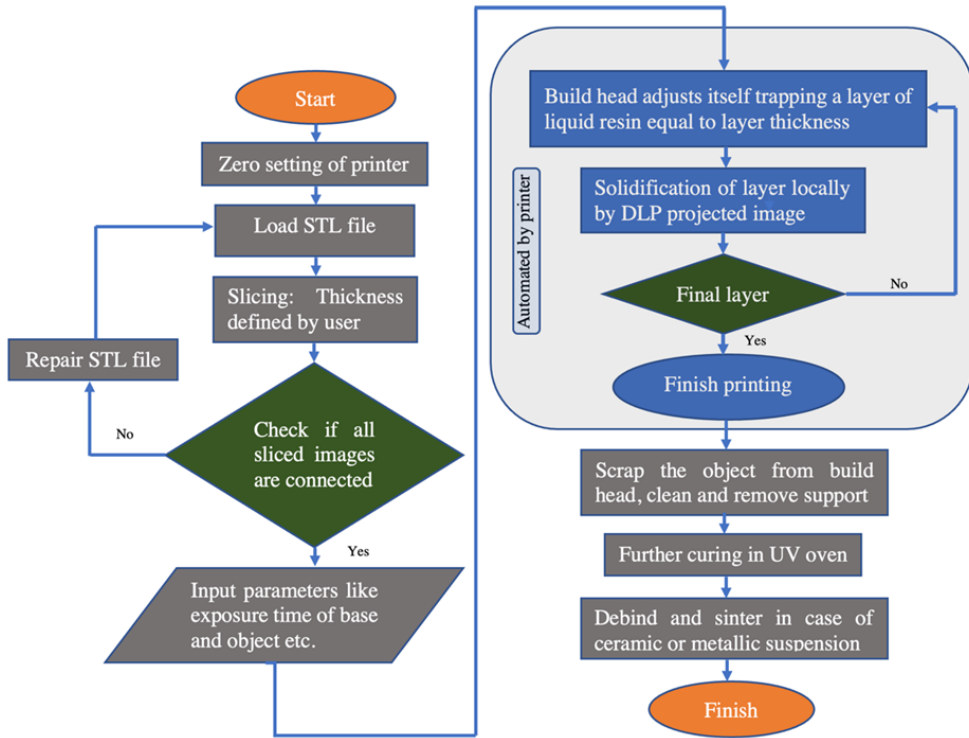 Start
Zero setting of printer
Load STL file
Slicing: Thickness
defined by user
Repair STL file
No
Check if all
sliced images
are connected
Yes
Input parameters like
exposure time of base
and object etc.
Automated by printer
Build head adjusts itself trapping a layer of
liquid resin equal to layer thickness
Solidification of layer locally
by DLP projected image
Final layer
No
Yes
Finish printing
Scrap the object from build
head, clean and remove support
Further curing in UV oven
Debind and sinter in case of
ceramic or metallic suspension
Finish